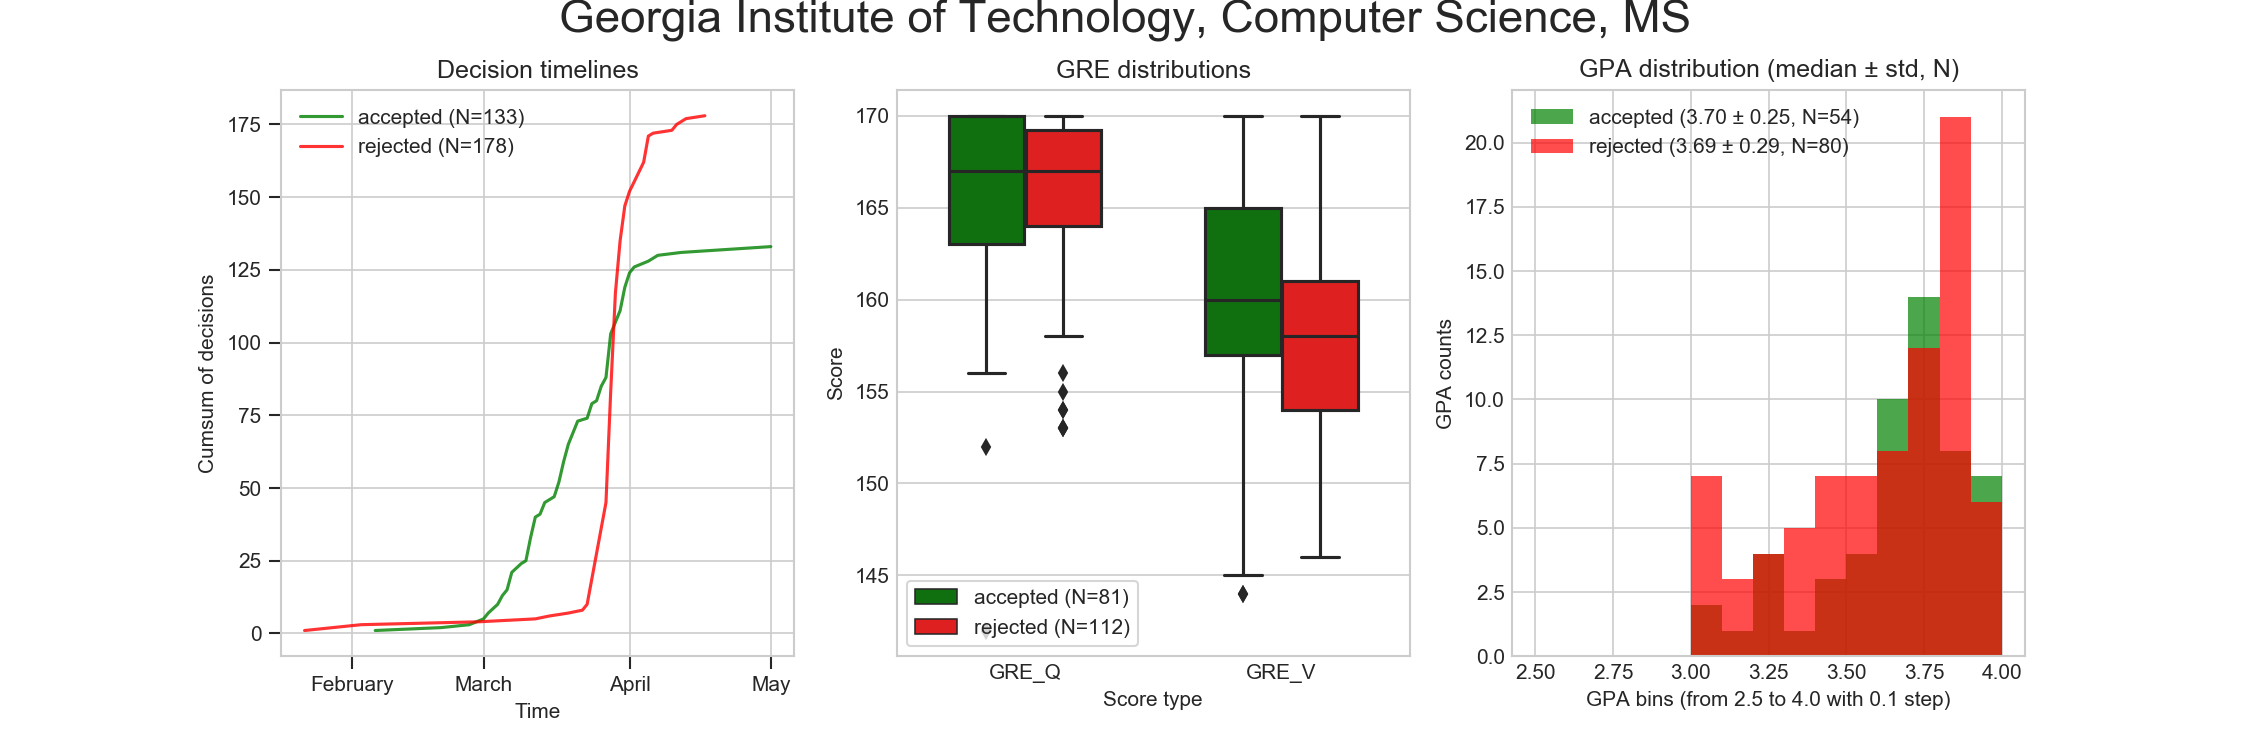 Georgia Institute of Technology, Computer Science, MS
Decision timelines
accepted (N=133)
rejected (N=178)
175
150
125
100
75
50
25
0
Cumsum of decisions
February March April May
Time
GRE distributions
170
165
160
155
150
145
Score
accepted (N=81)
rejected (N=112)
GRE_Q GRE_V
Score type
GPA distribution (median ± std, N)
accepted (3.70 ± 0.25, N=54)
rejected (3.69 ± 0.29, N=80)
20.0
17.5
15.0
12.5
10.0
7.5
5.0
2.5
0.0
GPA counts
2.50 2.75 3.00 3.25 3.50 3.75 4.00
GPA bins (from 2.5 to 4.0 with 0.1 step)